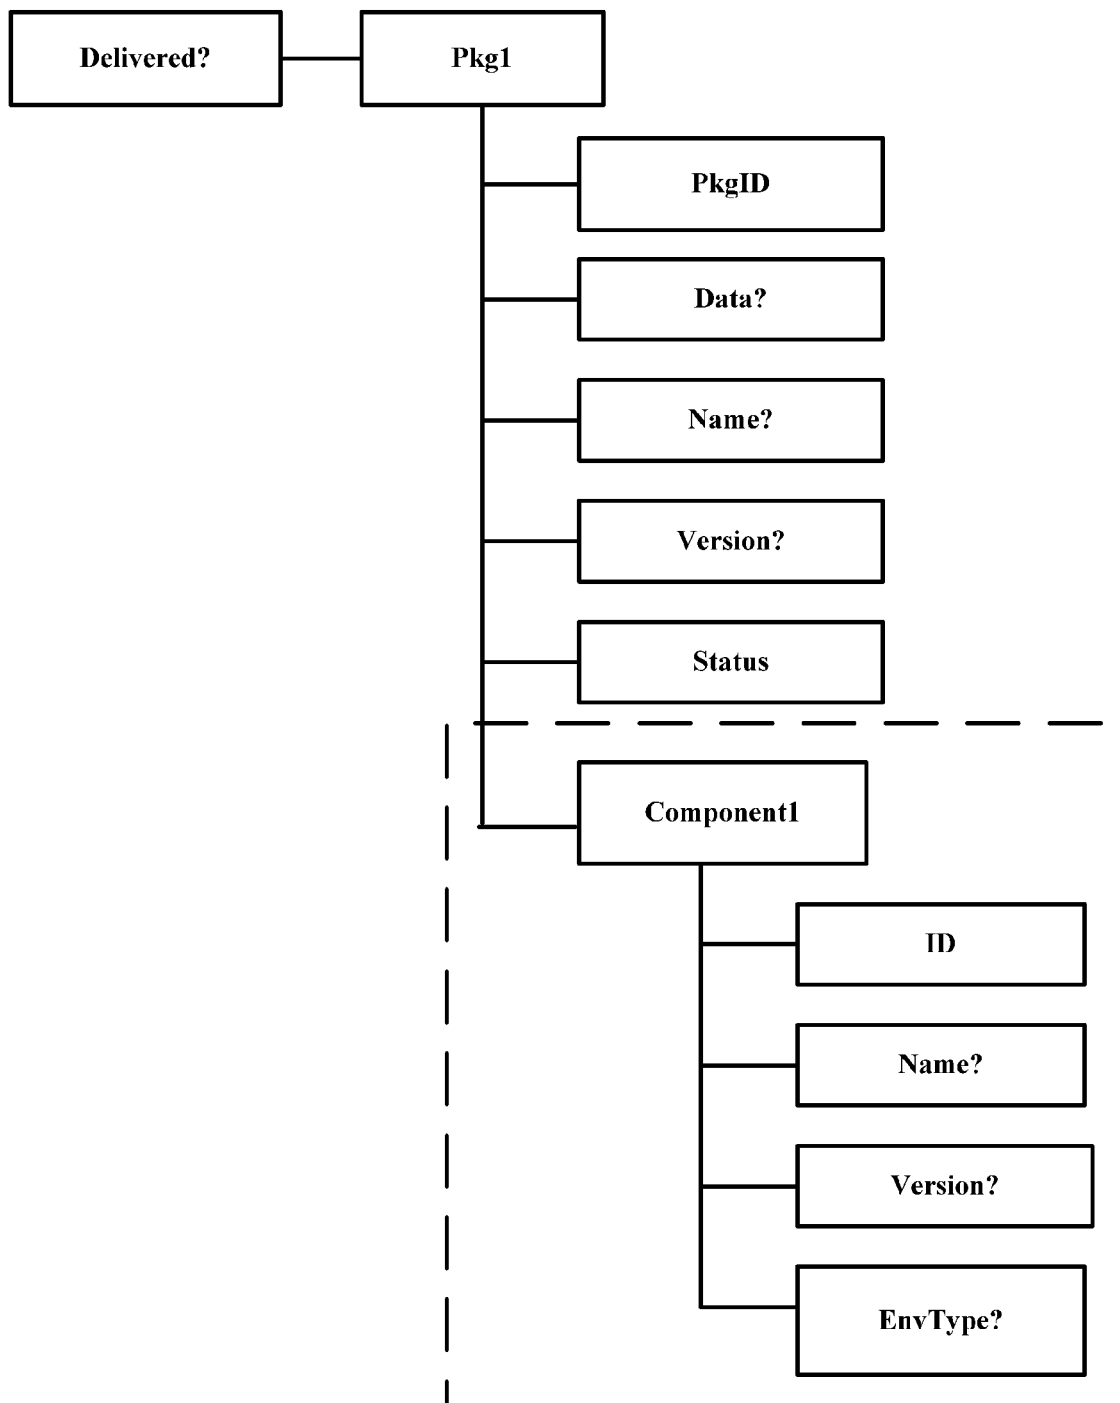 Delivered?
Pkg1
PkgID
Data?
Name?
Version?
Status
Component1
ID
Name?
Version?
EnvType?